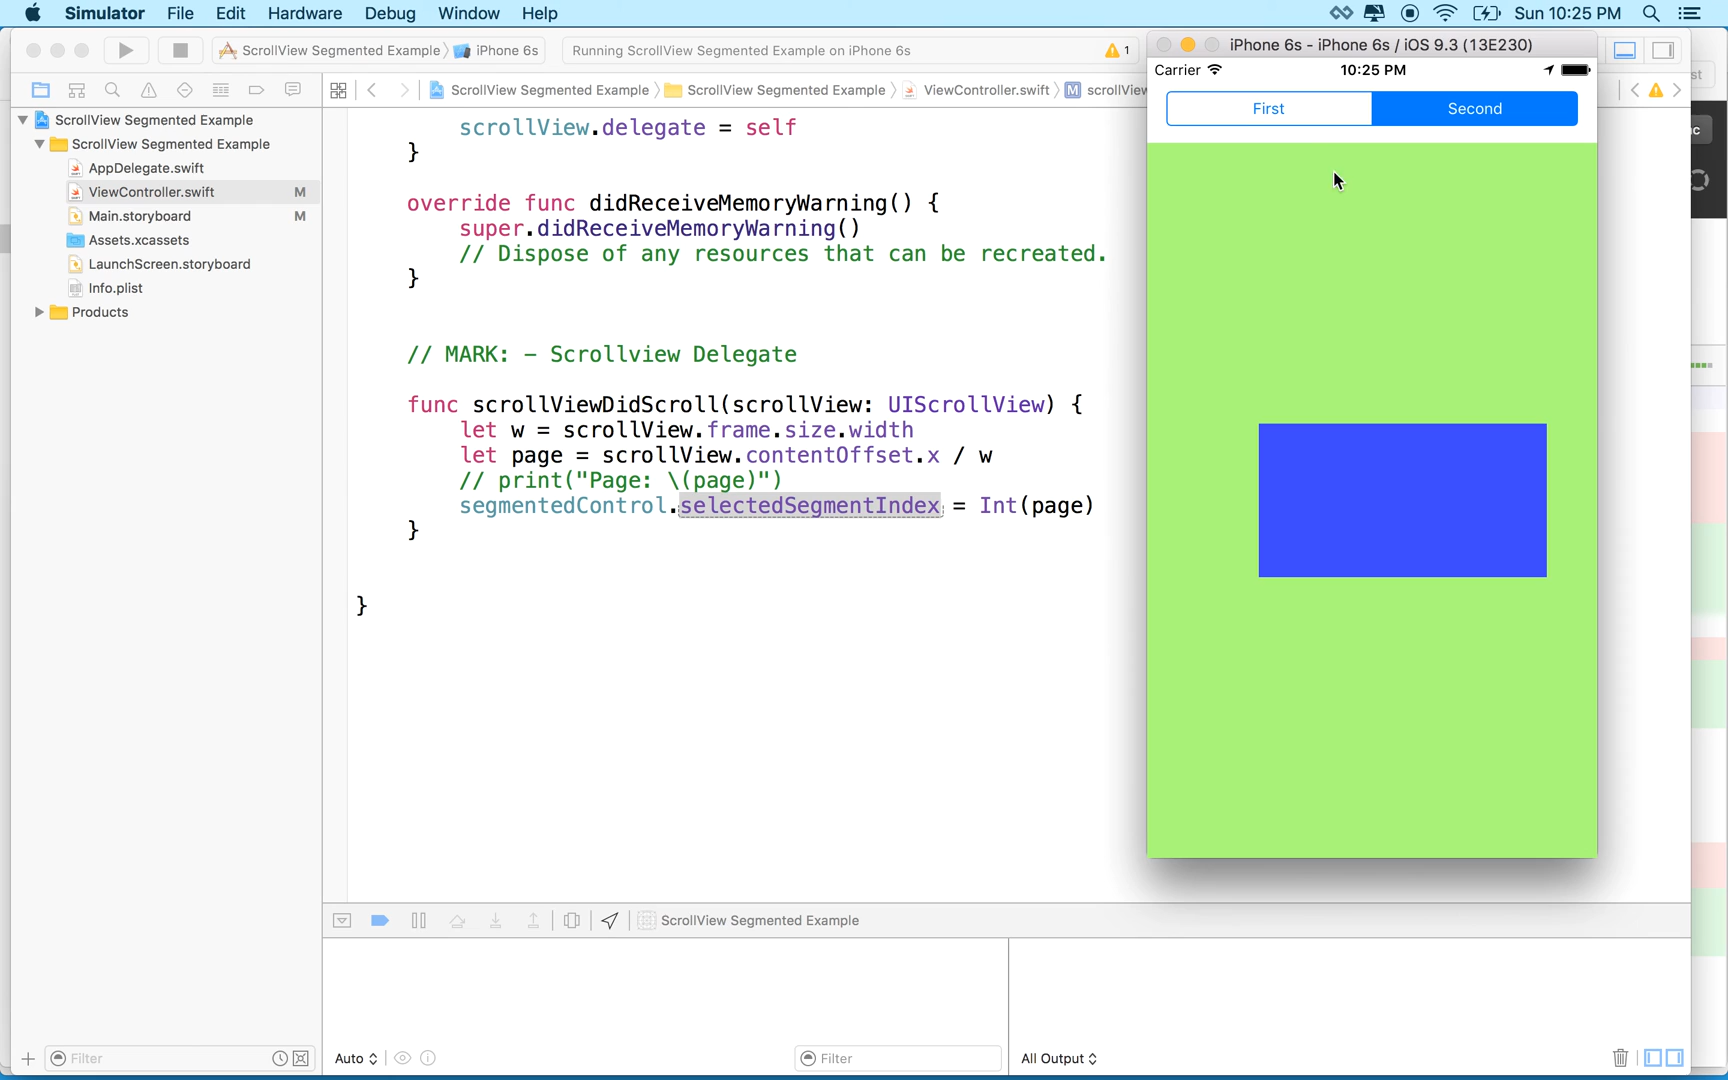 Simulator File Edit Hardware Debug Window Help Sun 10:25 PM
ScrollView Segmented Example iPhone 6s Running ScrollView Segmented Example on iPhone 6s 1
iPhone 6s - iPhone 6s / iOS 9.3 (13E230)
Carrier 10:25 PM
First Second
ScrollView Segmented Example ScrollView Segmented Example ViewController.swift M scrollView
ScrollView Segmented Example
ScrollView Segmented Example
AppDelegate.swift
ViewController.swift M
Main.storyboard M
Assets.xcassets
LaunchScreen.storyboard
Info.plist
Products
scrollView.delegate = self
}
override func didReceiveMemoryWarning() {
super.didReceiveMemoryWarning()
// Dispose of any resources that can be recreated.
}
// MARK: - Scrollview Delegate
func scrollViewDidScroll(scrollView: UIScrollView) {
let w = scrollView.frame.size.width
let page = scrollView.contentOffset.x / w
// print("Page: \(page)")
segmentedControl.selectedSegmentIndex = Int(page)
}
}
ScrollView Segmented Example
Filter
Auto
Filter
All Output